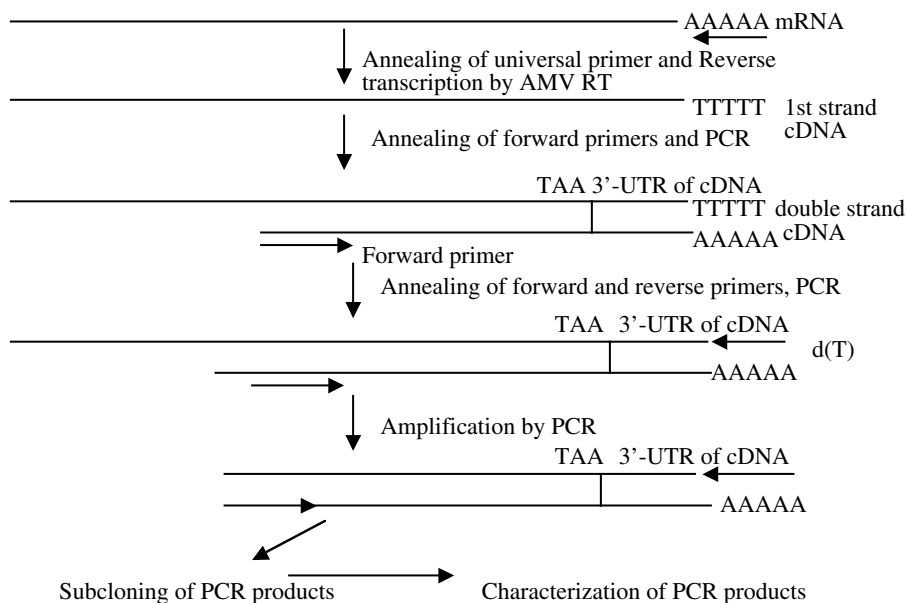 AAAAA mRNA
Annealing of universal primer and Reverse
transcription by AMV RT
TTTTT 1st strand
cDNA
Annealing of forward primers and PCR
TAA 3’-UTR of cDNA
TTTTT double strand
AAAAA cDNA
Forward primer
Annealing of forward and reverse primers, PCR
TAA 3’-UTR of cDNA
d(T)
AAAAA
Amplification by PCR
TAA 3’-UTR of cDNA
AAAAA
Subcloning of PCR products
Characterization of PCR products